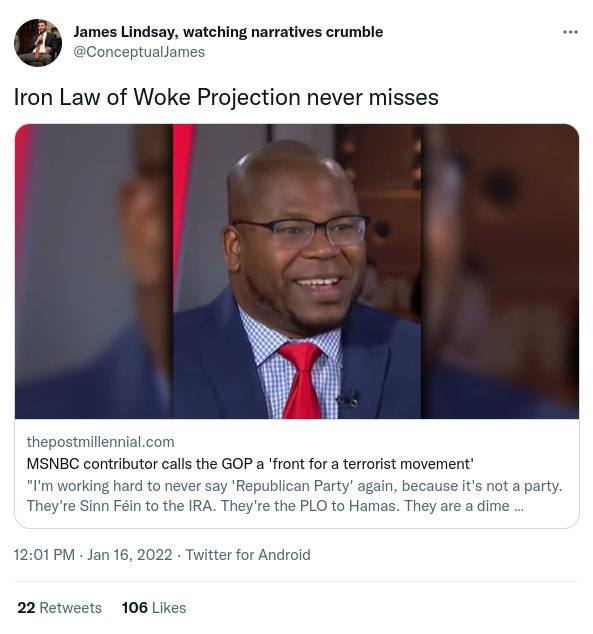 James Lindsay, watching narratives crumble
@ConceptualJames
Iron Law of Woke Projection never misses
thepostmillennial.com
MSNBC contributor calls the GOP a 'front for a terrorist movement'
"I'm working hard to never say 'Republican Party' again, because it's not a party.
They're Sinn Féin to the IRA. They're the PLO to Hamas. They are a dime ...
12:01 PM · Jan 16, 2022 · Twitter for Android
22 Retweets 106 Likes